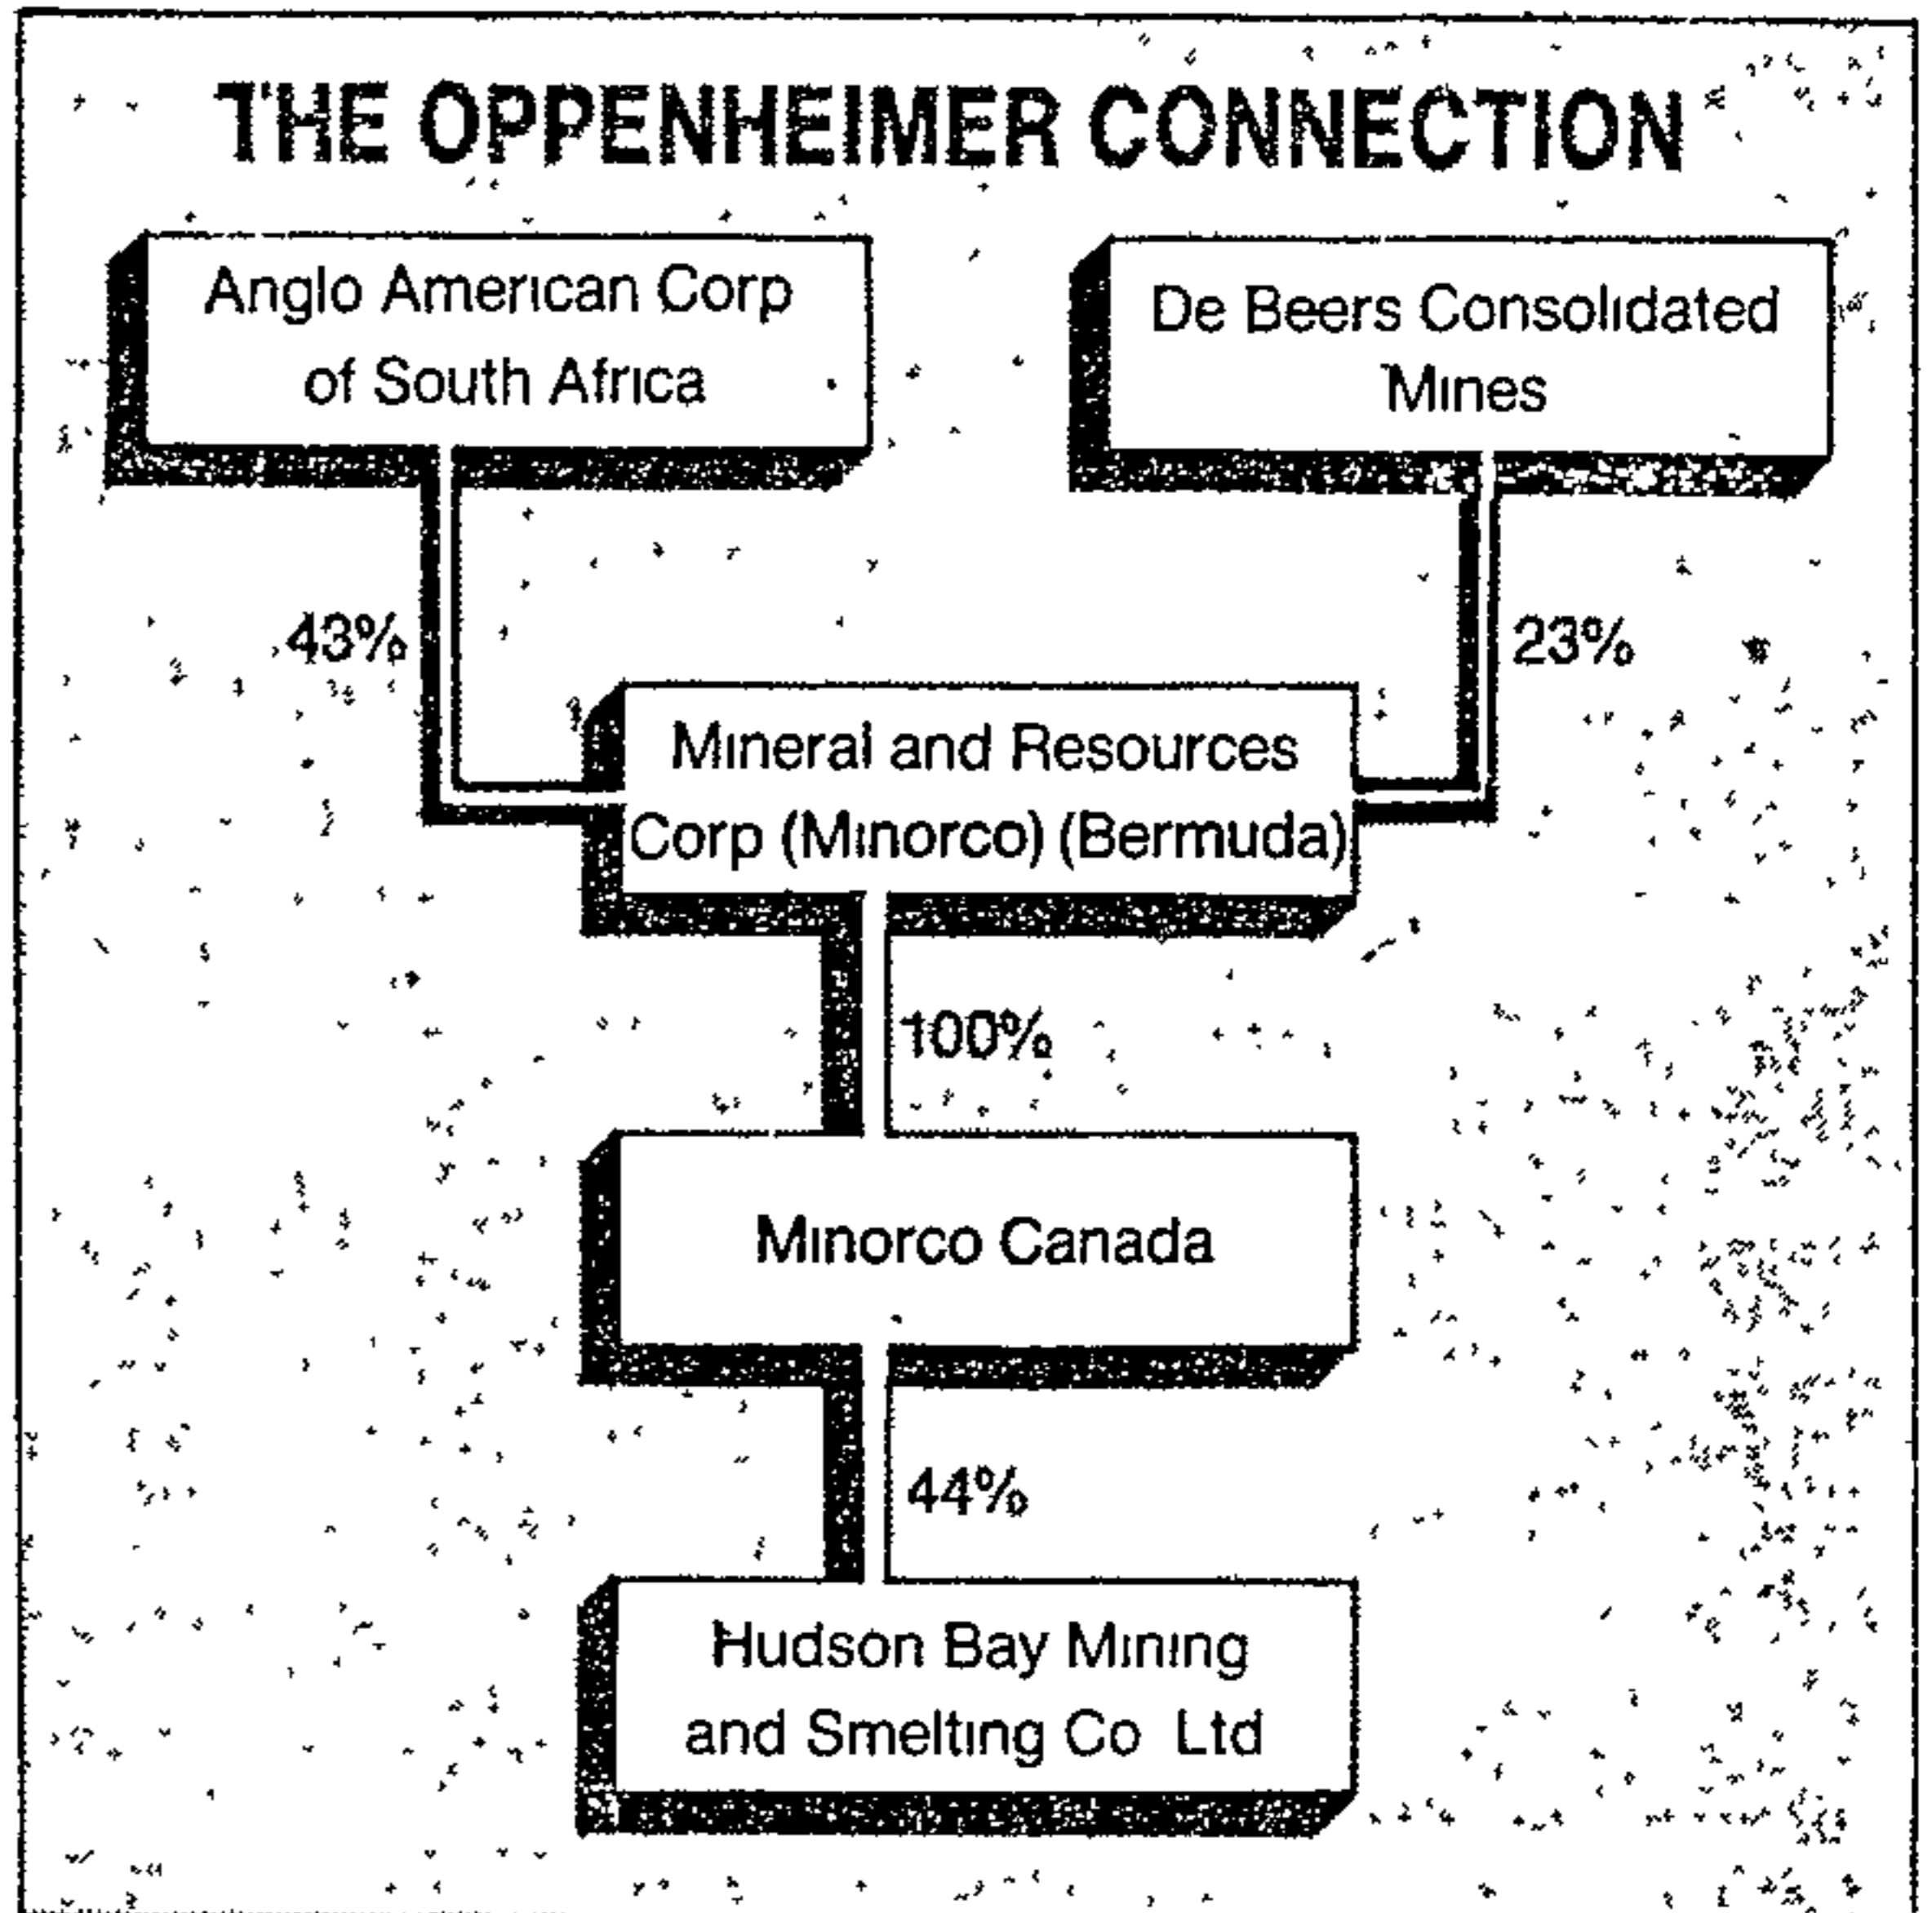 THE OPPENHEIMER CONNECTION
Anglo American Corp
of South Africa
De Beers Consolidated
Mines
43%
23%
Mineral and Resources
Corp (Minorco) (Bermuda)
100%
Minorco Canada
44%
Hudson Bay Mining
and Smelting Co Ltd